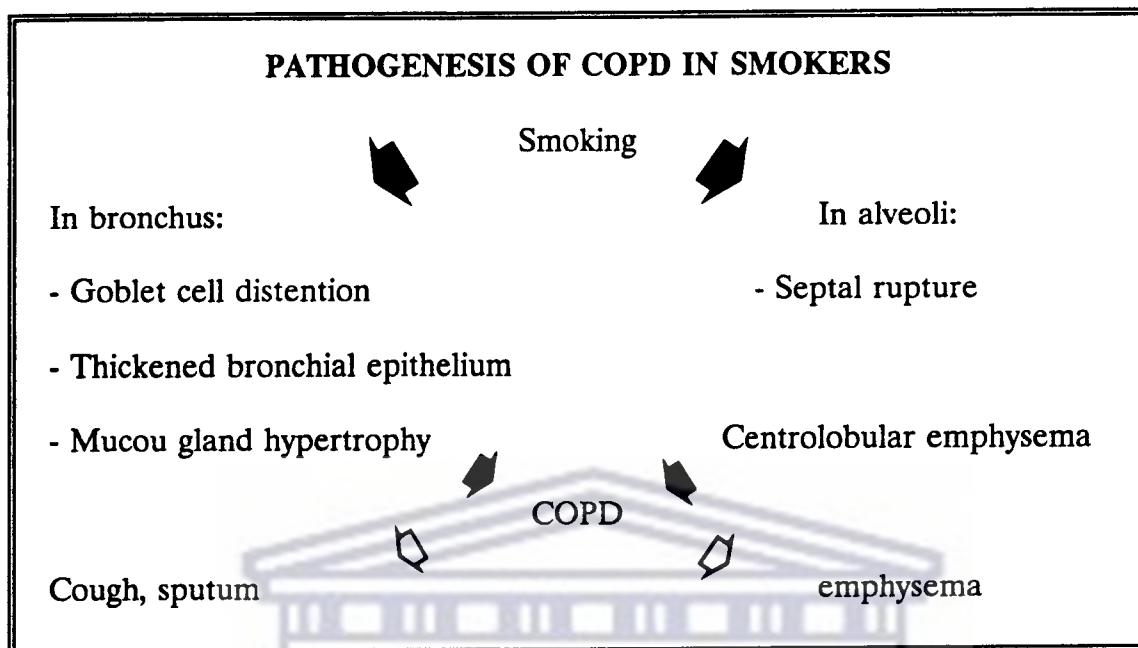 PATHOGENESIS OF COPD IN SMOKERS
Smoking
In bronchus:
In alveoli:
- Goblet cell distention
- Septal rupture
- Thickened bronchial epithelium
- Mucou gland hypertrophy
Centrolobular emphysema
COPD
Cough, sputum
emphysema